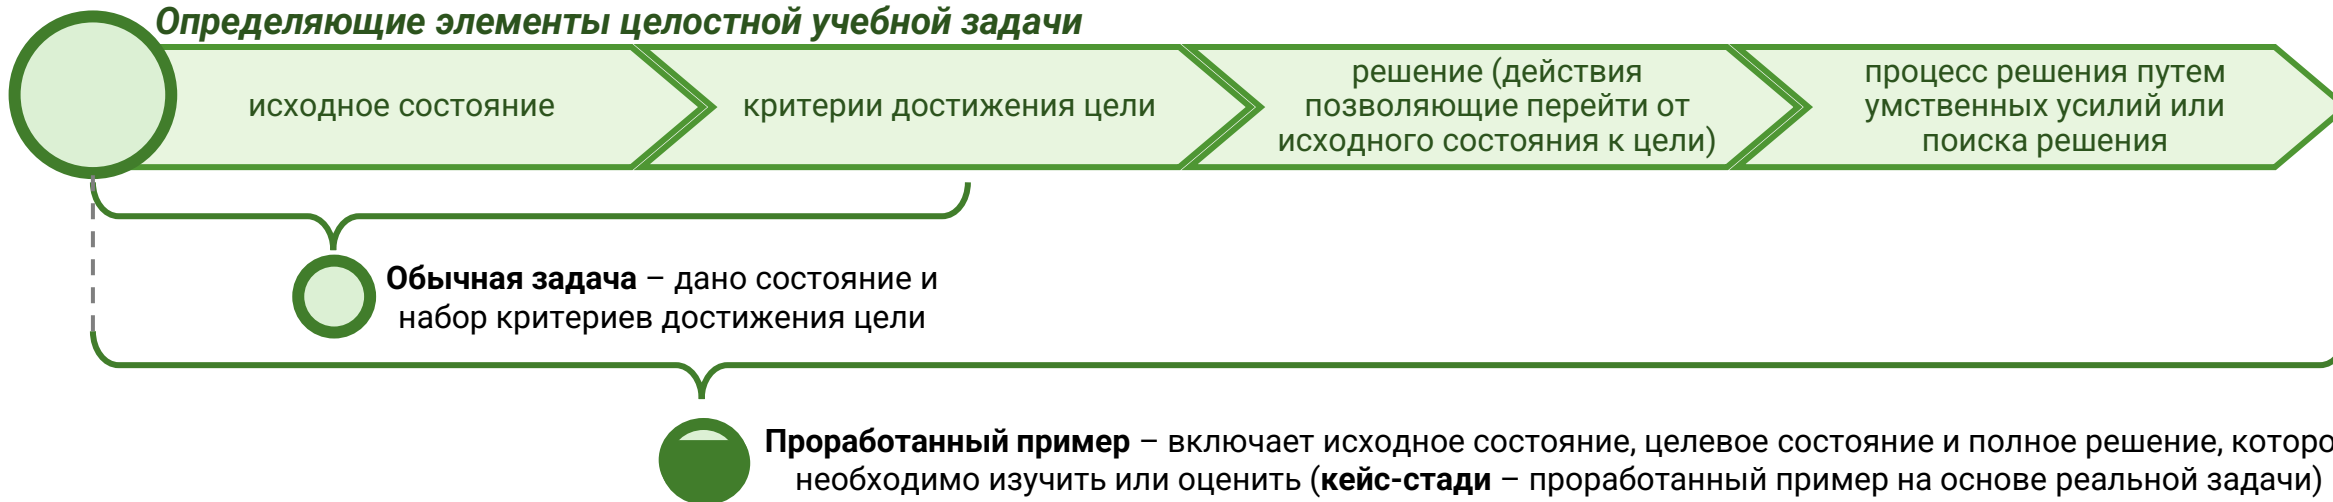 Определяющие элементы целостной учебной задачи
исходное состояние
критерии достижения цели
решение (действия
позволяющие перейти от
исходного состояния к цели)
процесс решения путем
умственных усилий или
поиска решения
Обычная задача – дано состояние и
набор критериев достижения цели
Проработанный пример – включает исходное состояние, целевое состояние и полное решение, которо
необходимо изучить или оценить (кейс-стади – проработанный пример на основе реальной задачи)